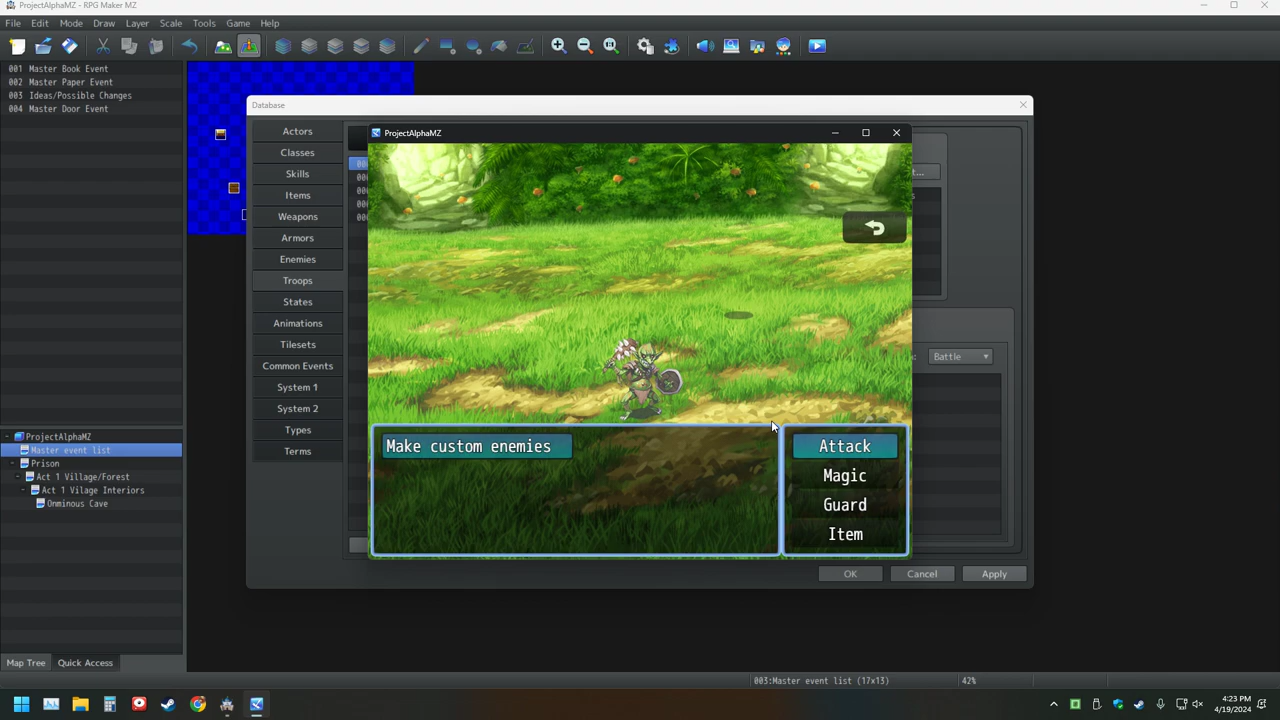 ProjectAlphaMZ - RPG Maker MZ
File Edit Mode Draw Layer Scale Tools Game Help
001 Master Book Event
002 Master Paper Event
003 Ideas/Possible Changes
004 Master Door Event
Database
Actors
Classes
Skills
Items
Weapons
Armors
Enemies
Troops
States
Animations
Tilesets
Common Events
System 1
System 2
Types
Terms
ProjectAlphaMZ
Make custom enemies
Attack
Magic
Guard
Item
Battle
OK Cancel Apply
ProjectAlphaMZ
Master event list
Prison
Act 1 Village/Forest
Act 1 Vilage Interiors
Onminous Cave
Map Tree Quick Access
003:Master event list (17x13) 42%
4:23 PM
4/19/2024